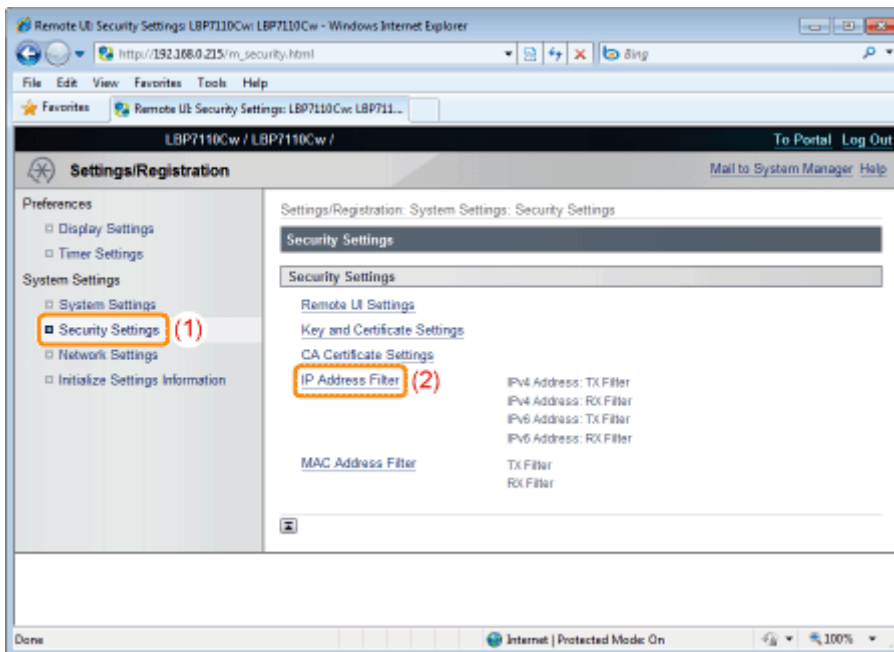 Remote UI: Security Settings: LBP7110Cw: LBP7110Cw - Windows Internet Explorer
http://192.168.0.215/m_security.html
Bing
File Edit View Favorites Tools Help
Favorites Remote UI: Security Settings: LBP7110Cw: LBP711...
LBP7110Cw / LBP7110Cw / To Portal Log Out
Settings/Registration Mail to System Manager Help
Preferences
Display Settings
Timer Settings
System Settings
System Settings
Security Settings (1)
Network Settings
Initialize Settings Information
Settings/Registration: System Settings: Security Settings
Security Settings
Security Settings
Remote UI Settings
Key and Certificate Settings
CA Certificate Settings
IP Address Filter (2) IPv4 Address: TX Filter
IPv4 Address: RX Filter
IPv6 Address: TX Filter
IPv6 Address: RX Filter
MAC Address Filter TX Filter
RX Filter
Done Internet | Protected Mode: On 100%